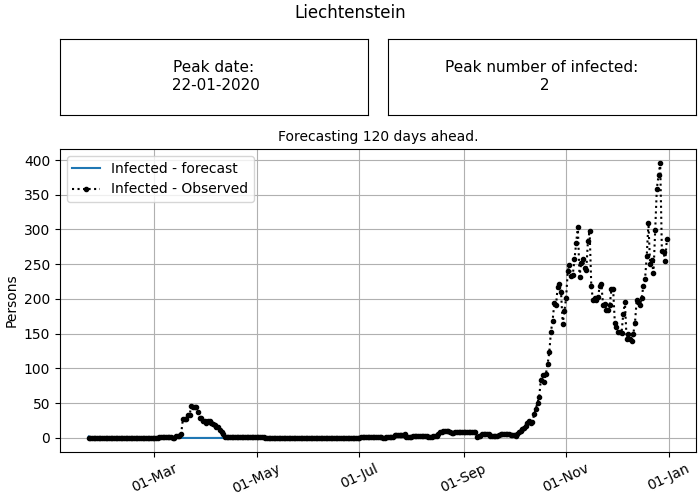 Liechtenstein
Peak date:
22-01-2020
Peak number of infected:
2
Forecasting 120 days ahead.
Infected - forecast
Infected - Observed
Persons
400
350
300
250
200
150
100
50
0
01-Mar
01-May
01-Jul
01-Sep
01-Nov
01-Jan